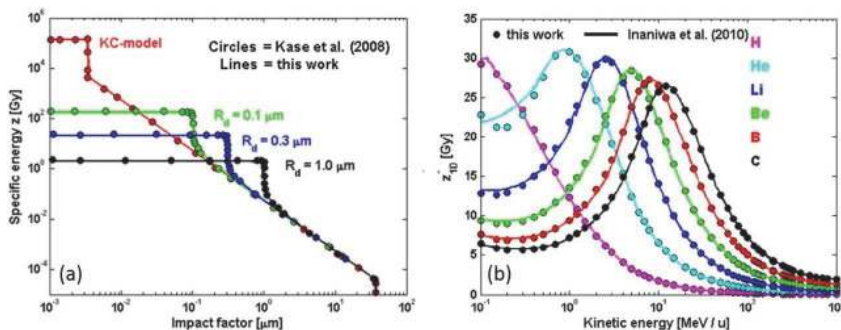 10^6
10^4
10^2
10^0
10^-2
10^-4
Specific energy z [Gy]
KC-model
Circles = Kase et al. (2008)
Lines = this work
R_d = 0.1 μm
R_d = 0.3 μm
R_d = 1.0 μm
(a)
10^-3 10^-2 10^-1 10^0 10^1 10^2
Impact factor [μm]
35
30
25
20
15
10
5
0
z*_1D [Gy]
this work
Inaniwa et al. (2010)
H
He
Li
Be
B
C
(b)
10^-1 10^0 10^1 10^2
Kinetic energy [MeV / u]